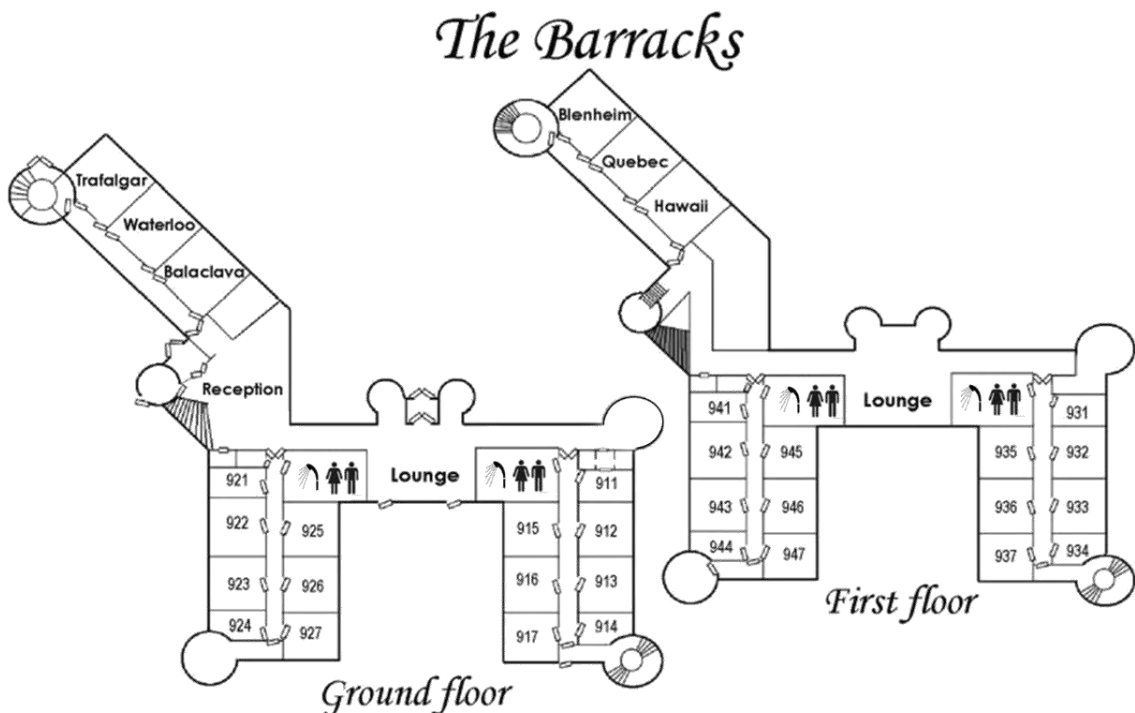 The Barracks
Trafalgar
Waterloo
Balaclava
Reception
Lounge
921
922
923
924
925
926
927
911
912
913
914
915
916
917
Ground floor
Blenheim
Quebec
Hawaii
Lounge
941
942
943
944
945
946
947
931
932
933
934
935
936
937
First floor